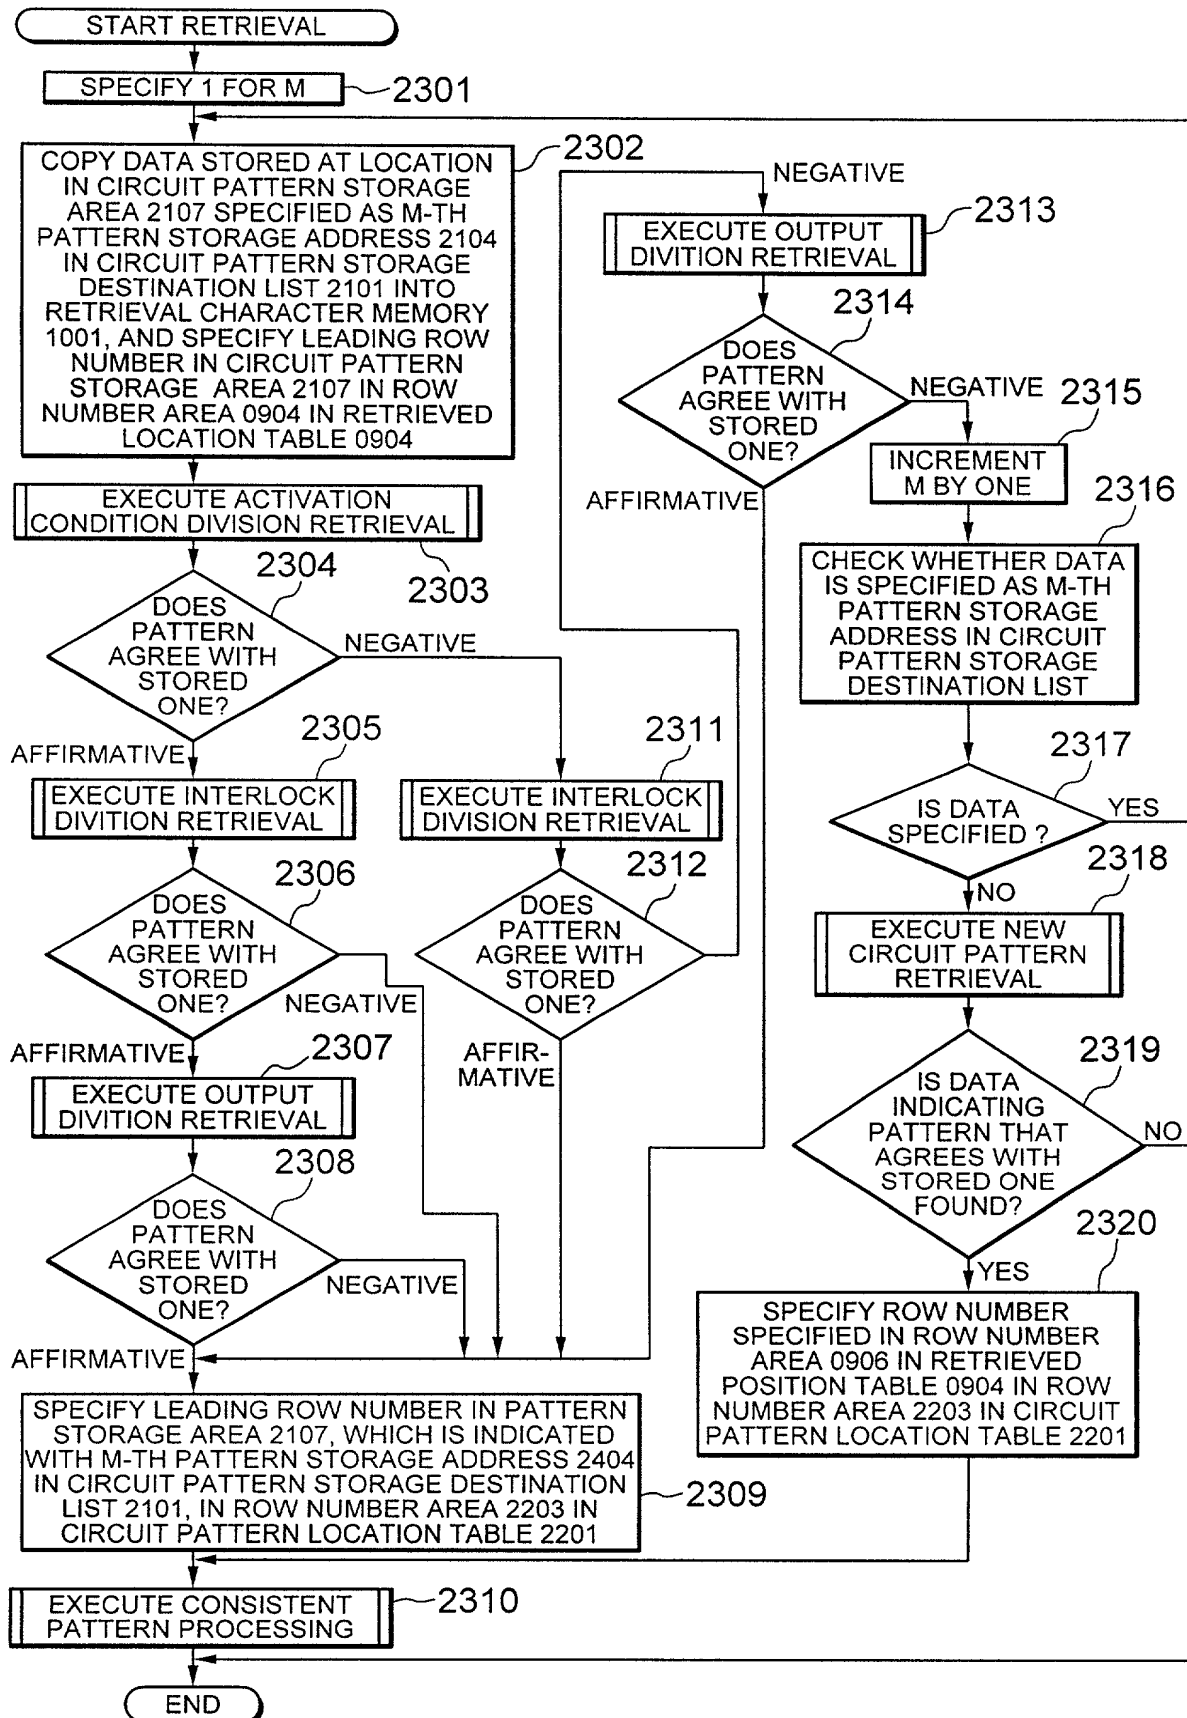 START RETRIEVAL
SPECIFY 1 FOR M
2301
COPY DATA STORED AT LOCATION
IN CIRCUIT PATTERN STORAGE
AREA 2107 SPECIFIED AS M-TH
PATTERN STORAGE ADDRESS 2104
IN CIRCUIT PATTERN STORAGE
DESTINATION LIST 2101 INTO
RETRIEVAL CHARACTER MEMORY
1001, AND SPECIFY LEADING ROW
NUMBER IN CIRCUIT PATTERN
STORAGE AREA 2107 IN ROW
NUMBER AREA 0904 IN RETRIEVED
LOCATION TABLE 0904
2302
EXECUTE ACTIVATION
CONDITION DIVISION RETRIEVAL
2303
2304
DOES
PATTERN
AGREE WITH
STORED
ONE?
NEGATIVE
AFFIRMATIVE
2305
EXECUTE INTERLOCK
DIVITION RETRIEVAL
2306
DOES
PATTERN
AGREE WITH
STORED
ONE?
NEGATIVE
AFFIRMATIVE
2307
EXECUTE OUTPUT
DIVITION RETRIEVAL
2308
DOES
PATTERN
AGREE WITH
STORED
ONE?
NEGATIVE
AFFIRMATIVE
SPECIFY LEADING ROW NUMBER IN PATTERN
STORAGE AREA 2107, WHICH IS INDICATED
WITH M-TH PATTERN STORAGE ADDRESS 2404
IN CIRCUIT PATTERN STORAGE DESTINATION
LIST 2101, IN ROW NUMBER AREA 2203 IN
CIRCUIT PATTERN LOCATION TABLE 2201
2309
EXECUTE CONSISTENT
PATTERN PROCESSING
2310
END
2311
EXECUTE INTERLOCK
DIVISION RETRIEVAL
2312
DOES
PATTERN
AGREE WITH
STORED
ONE?
AFFIR-
MATIVE
NEGATIVE
2313
EXECUTE OUTPUT
DIVITION RETRIEVAL
2314
DOES
PATTERN
AGREE WITH
STORED
ONE?
NEGATIVE
AFFIRMATIVE
2315
INCREMENT
M BY ONE
2316
CHECK WHETHER DATA
IS SPECIFIED AS M-TH
PATTERN STORAGE
ADDRESS IN CIRCUIT
PATTERN STORAGE
DESTINATION LIST
2317
IS DATA
SPECIFIED ?
YES
NO
2318
EXECUTE NEW
CIRCUIT PATTERN
RETRIEVAL
2319
IS DATA
INDICATING
PATTERN THAT
AGREES WITH
STORED ONE
FOUND?
NO
YES
2320
SPECIFY ROW NUMBER
SPECIFIED IN ROW NUMBER
AREA 0906 IN RETRIEVED
POSITION TABLE 0904 IN ROW
NUMBER AREA 2203 IN CIRCUIT
PATTERN LOCATION TABLE 2201